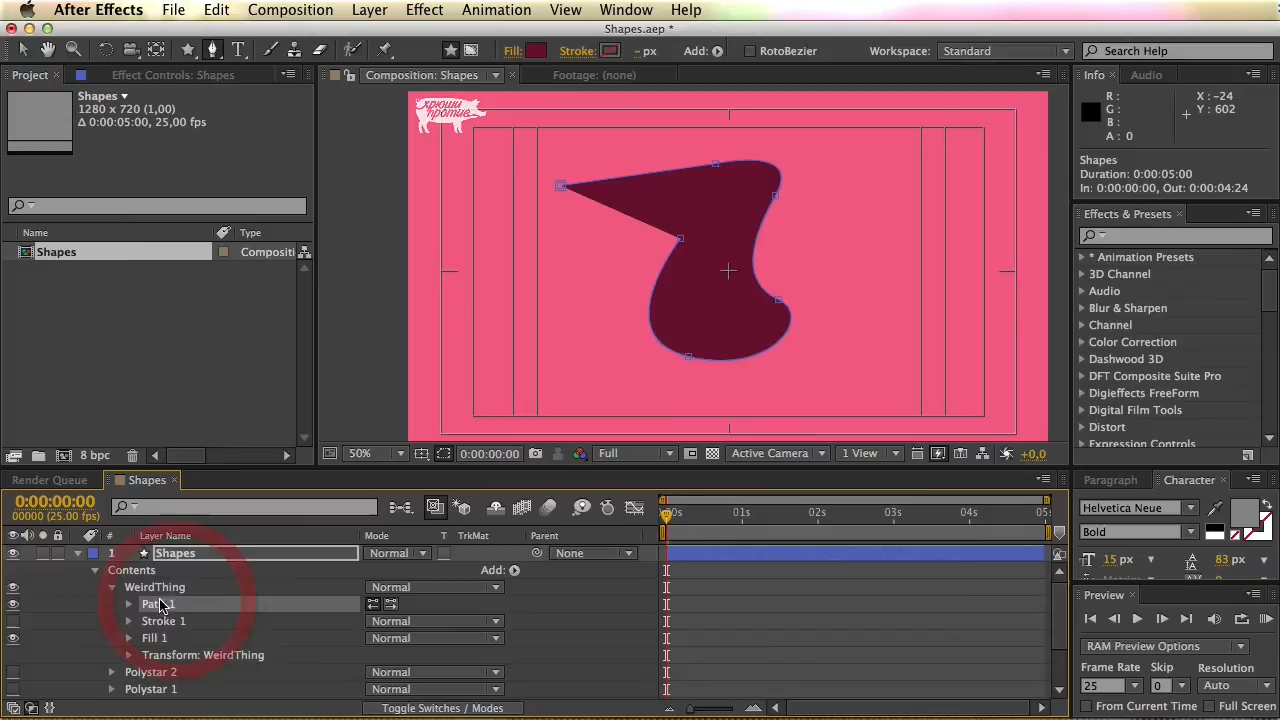 After Effects File Edit Composition Layer Effect Animation View Window Help
Shapes.aep *
Fill: Stroke: - px Add: RotoBezier Workspace: Standard Search Help
Project Effect Controls: Shapes Composition: Shapes Footage: (none) Info Audio
Shapes
1280 x 720 (1,00)
Δ 0:00:05:00, 25,00 fps
хрюши
против
R :
G :
B :
A : 0
X : -24
Y : 602
Shapes
Duration: 0:00:05:00
In: 0:00:00:00, Out: 0:00:04:24
Effects & Presets
Name Type
Shapes Compositi
* Animation Presets
3D Channel
Audio
Blur & Sharpen
Channel
Color Correction
Dashwood 3D
DFT Composite Suite Pro
Digieffects FreeForm
Digital Film Tools
Distort
Expression Controls
8 bpc
50% 0:00:00:00 Full Active Camera 1 View +0,0
Render Queue Shapes
0:00:00:00
00000 (25.00 fps)
01s 02s 03s 04s 05s
# Layer Name Mode T TrkMat Parent
1 Shapes Normal None
Contents Add:
WeirdThing Normal
Path 1
Stroke 1 Normal
Fill 1 Normal
Transform: WeirdThing
Polystar 2 Normal
Polystar 1 Normal
Toggle Switches / Modes
Paragraph Character
Helvetica Neue
Bold
15 px 83 px
Preview
RAM Preview Options
Frame Rate Skip Resolution
25 0 Auto
From Current Time Full Screen